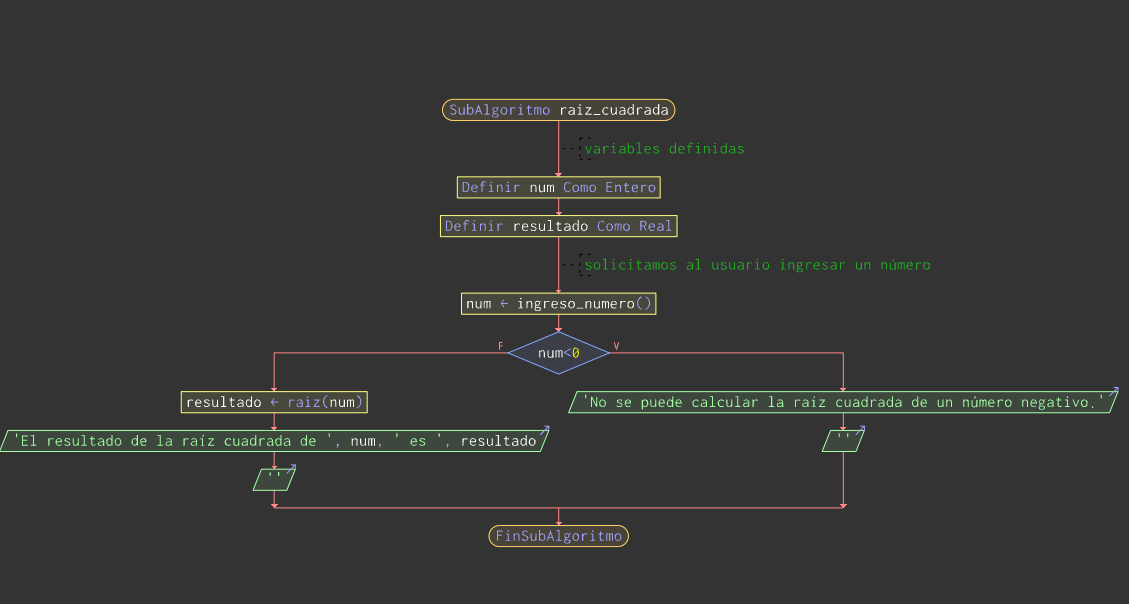 SubAlgoritmo raiz_cuadrada
variables definidas
Definir num Como Entero
Definir resultado Como Real
solicitamos al usuario ingresar un número
num ← ingreso_numero()
F
num<0
V
resultado ← raiz(num)
'No se puede calcular la raíz cuadrada de un número negativo.'
'El resultado de la raíz cuadrada de ', num, ' es ', resultado
''
''
FinSubAlgoritmo